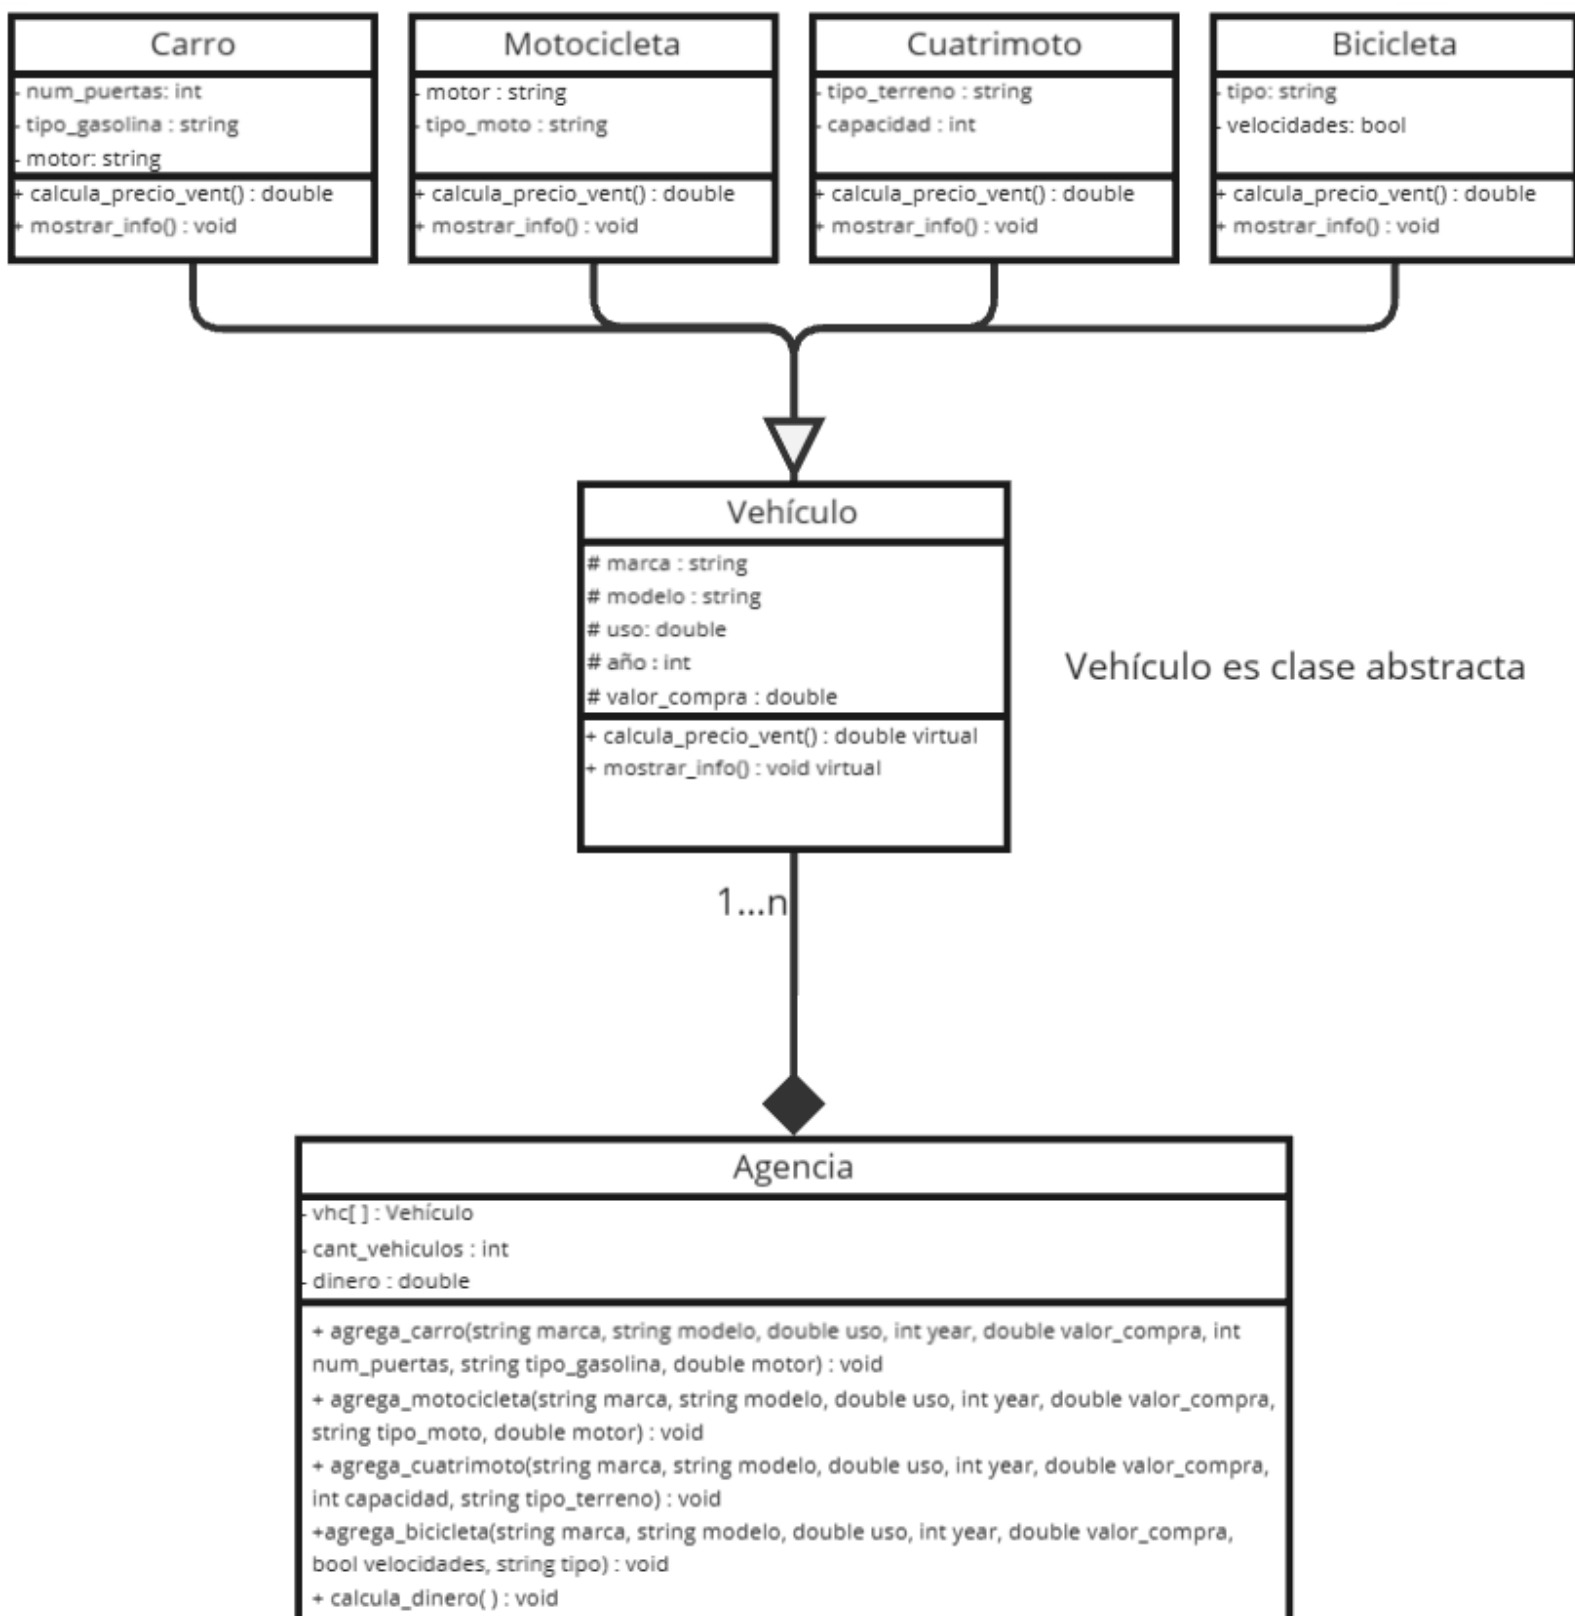 Carro
- num_puertas: int
- tipo_gasolina : string
- motor: string
+ calcula_precio_vent() : double
+ mostrar_info() : void
Motocicleta
- motor : string
- tipo_moto : string
+ calcula_precio_vent() : double
+ mostrar_info() : void
Cuatrimoto
- tipo_terreno : string
- capacidad : int
+ calcula_precio_vent() : double
+ mostrar_info() : void
Bicicleta
- tipo: string
- velocidades: bool
+ calcula_precio_vent() : double
+ mostrar_info() : void
Vehículo
# marca : string
# modelo : string
# uso: double
# año : int
# valor_compra : double
+ calcula_precio_vent() : double virtual
+ mostrar_info() : void virtual
Vehículo es clase abstracta
1...n
Agencia
- vhc[ ] : Vehículo
- cant_vehiculos : int
- dinero : double
+ agrega_carro(string marca, string modelo, double uso, int year, double valor_compra, int
num_puertas, string tipo_gasolina, double motor) : void
+ agrega_motocicleta(string marca, string modelo, double uso, int year, double valor_compra,
string tipo_moto, double motor) : void
+ agrega_cuatrimoto(string marca, string modelo, double uso, int year, double valor_compra,
int capacidad, string tipo_terreno) : void
+agrega_bicicleta(string marca, string modelo, double uso, int year, double valor_compra,
bool velocidades, string tipo) : void
+ calcula_dinero( ) : void